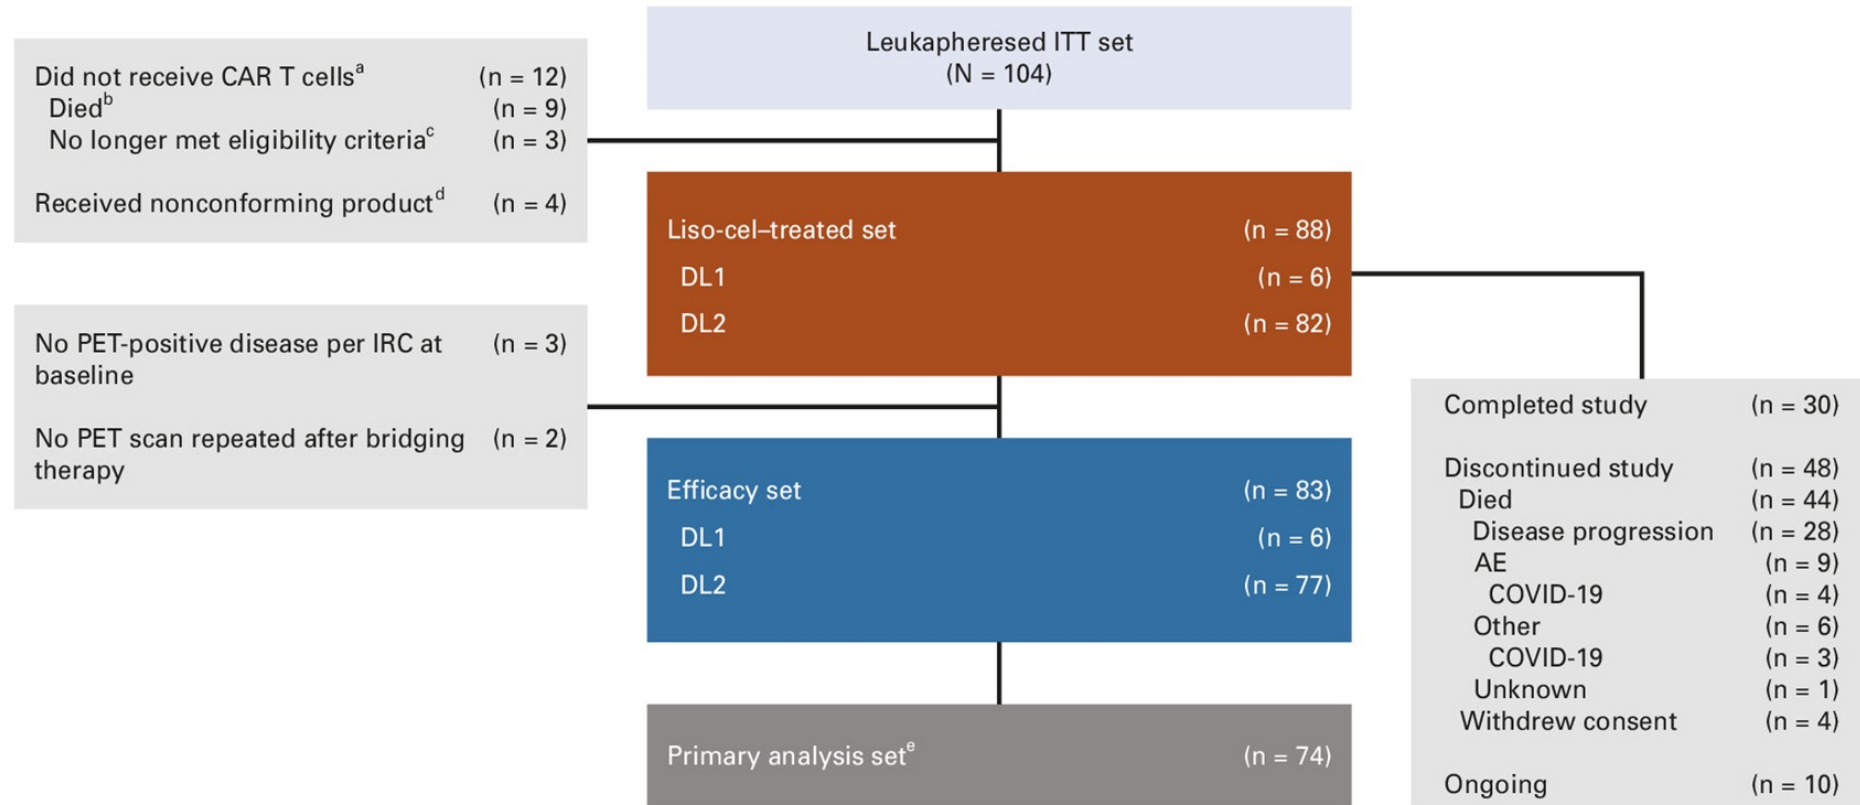 Leukapheresed ITT set
(N = 104)
Did not receive CAR T cellsᵃ (n = 12)
Diedᵇ (n = 9)
No longer met eligibility criteriaᶜ (n = 3)
Received nonconforming productᵈ (n = 4)
Liso-cel–treated set (n = 88)
DL1 (n = 6)
DL2 (n = 82)
No PET-positive disease per IRC at (n = 3)
baseline
No PET scan repeated after bridging (n = 2)
therapy
Efficacy set (n = 83)
DL1 (n = 6)
DL2 (n = 77)
Completed study (n = 30)
Discontinued study (n = 48)
Died (n = 44)
Disease progression (n = 28)
AE (n = 9)
COVID-19 (n = 4)
Other (n = 6)
COVID-19 (n = 3)
Unknown (n = 1)
Withdrew consent (n = 4)
Ongoing (n = 10)
Primary analysis setᵉ (n = 74)